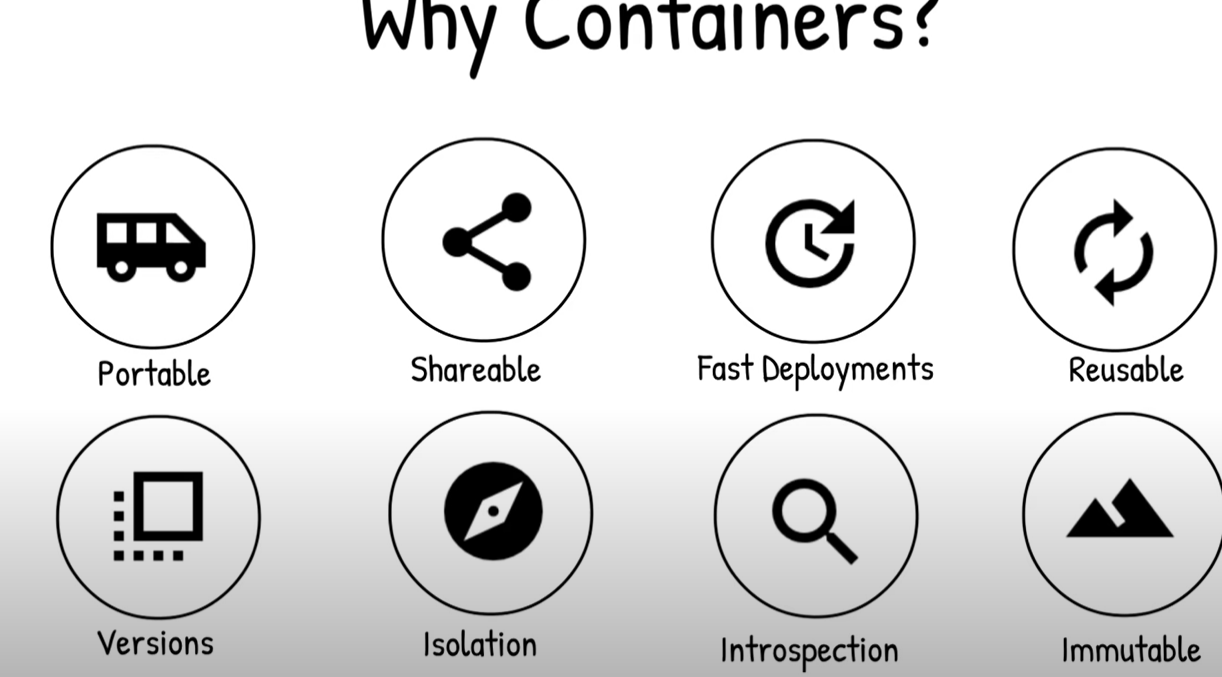 Why Containers?
Portable
Shareable
Fast Deployments
Reusable
Versions
Isolation
Introspection
Immutable